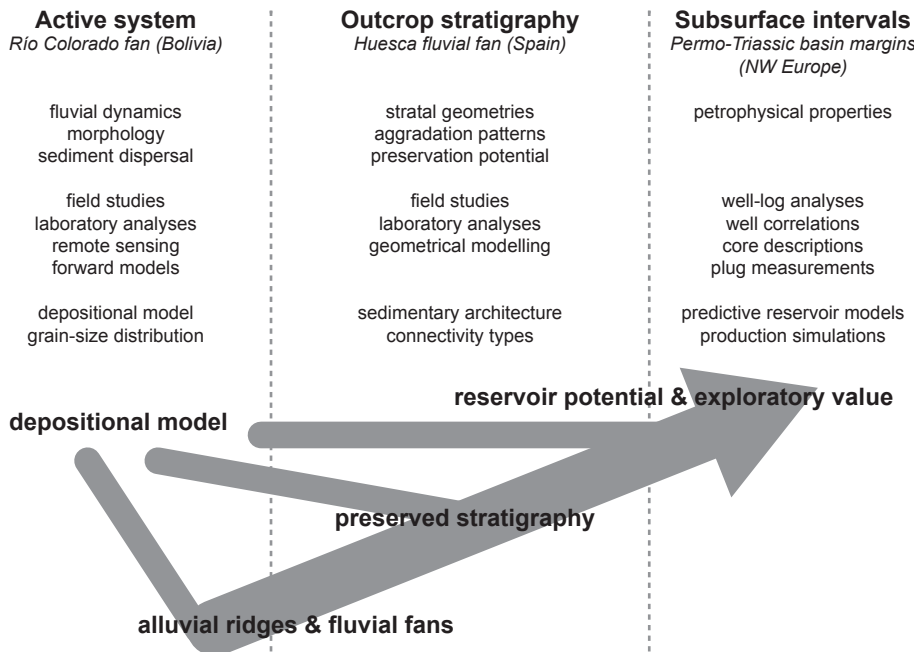 Active system
Río Colorado fan (Bolivia)
fluvial dynamics
morphology
sediment dispersal
field studies
laboratory analyses
remote sensing
forward models
depositional model
grain-size distribution
Outcrop stratigraphy
Huesca fluvial fan (Spain)
stratal geometries
aggradation patterns
preservation potential
field studies
laboratory analyses
geometrical modelling
sedimentary architecture
connectivity types
Subsurface intervals
Permo-Triassic basin margins
(NW Europe)
petrophysical properties
well-log analyses
well correlations
core descriptions
plug measurements
predictive reservoir models
production simulations
reservoir potential & exploratory value
depositional model
preserved stratigraphy
alluvial ridges & fluvial fans